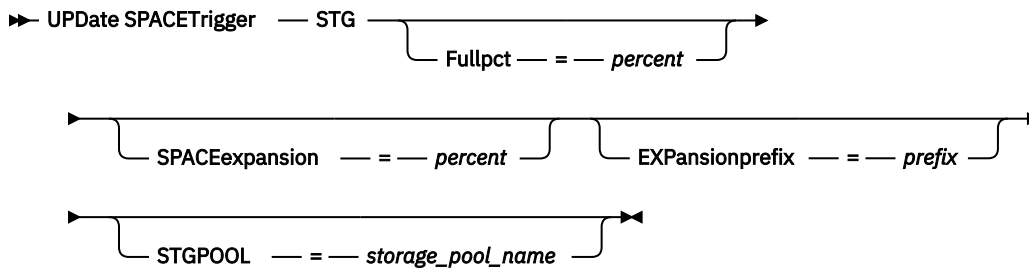 UPDate SPACETrigger STG
Fullpct = percent
SPACEexpansion = percent EXPansionprefix = prefix
STGPOOL = storage_pool_name